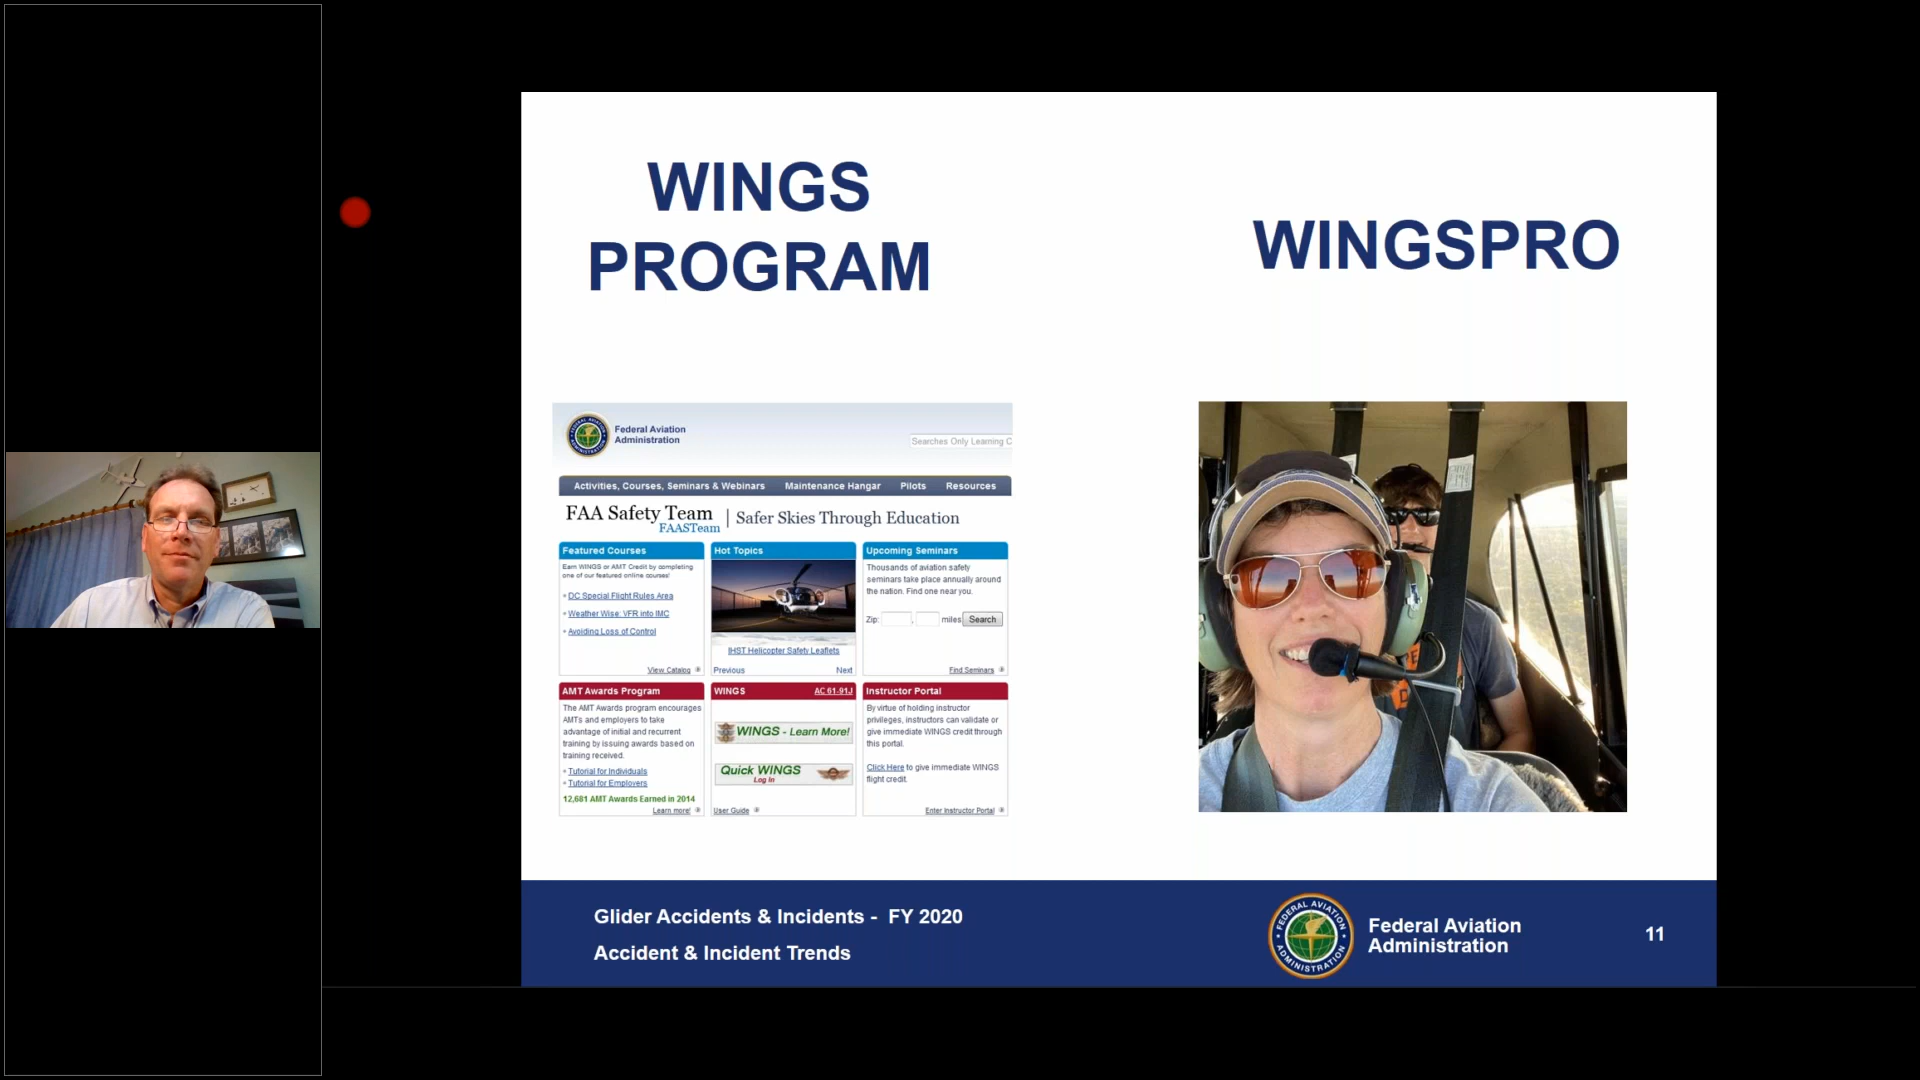 WINGS
PROGRAM
WINGSPRO
Federal Aviation
Administration
Searches Only Learning C
Activities, Courses, Seminars & Webinars
Maintenance Hangar
Pilots
Resources
FAA Safety Team
FAASTeam
Safer Skies Through Education
Featured Courses
Earn WINGS or AMT Credit by completing
one of our featured online courses!
DC Special Flight Rules Area
Weather Wise: VFR into IMC
Avoiding Loss of Control
View Catalog
Hot Topics
IHST Helicopter Safety Leaflets
Previous
Next
Upcoming Seminars
Thousands of aviation safety
seminars take place annually around
the nation. Find one near you.
Zip: , miles Search
Find Seminars
AMT Awards Program
The AMT Awards program encourages
AMTs and employers to take
advantage of initial and recurrent
training by issuing awards based on
training received.
Tutorial for Individuals
Tutorial for Employers
12,681 AMT Awards Earned in 2014
Learn more!
WINGS
AC 61-91J
WINGS - Learn More!
Quick WINGS
Log In
User Guide
Instructor Portal
By virtue of holding instructor
privileges, instructors can validate or
give immediate WINGS credit through
this portal.
Click Here to give immediate WINGS
flight credit.
Enter Instructor Portal
Glider Accidents & Incidents - FY 2020
Accident & Incident Trends
FEDERAL AVIATION
ADMINISTRATION
Federal Aviation
Administration
11